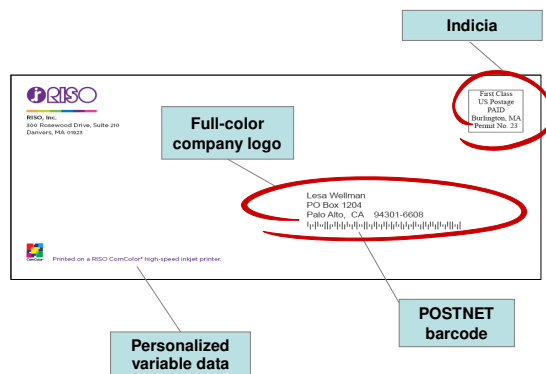 Indicia
RISO
RISO, Inc.
300 Rosewood Drive, Suite 210
Danvers, MA 01923
First Class
US Postage
PAID
Burlington, MA
Permit No. 23
Full-color
company logo
Lesa Wellman
PO Box 1204
Palo Alto, CA 94301-6608
ComColor
Printed on a RISO ComColor® high-speed inkjet printer.
POSTNET
barcode
Personalized
variable data